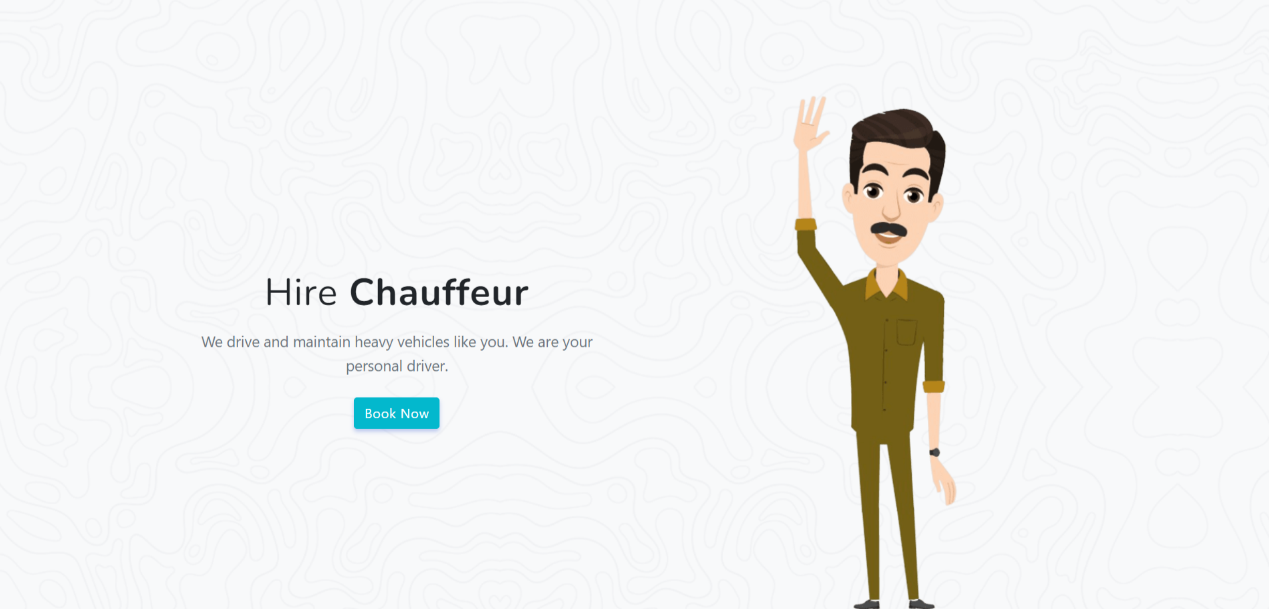 Hire Chauffeur
We drive and maintain heavy vehicles like you. We are your
personal driver.
Book Now